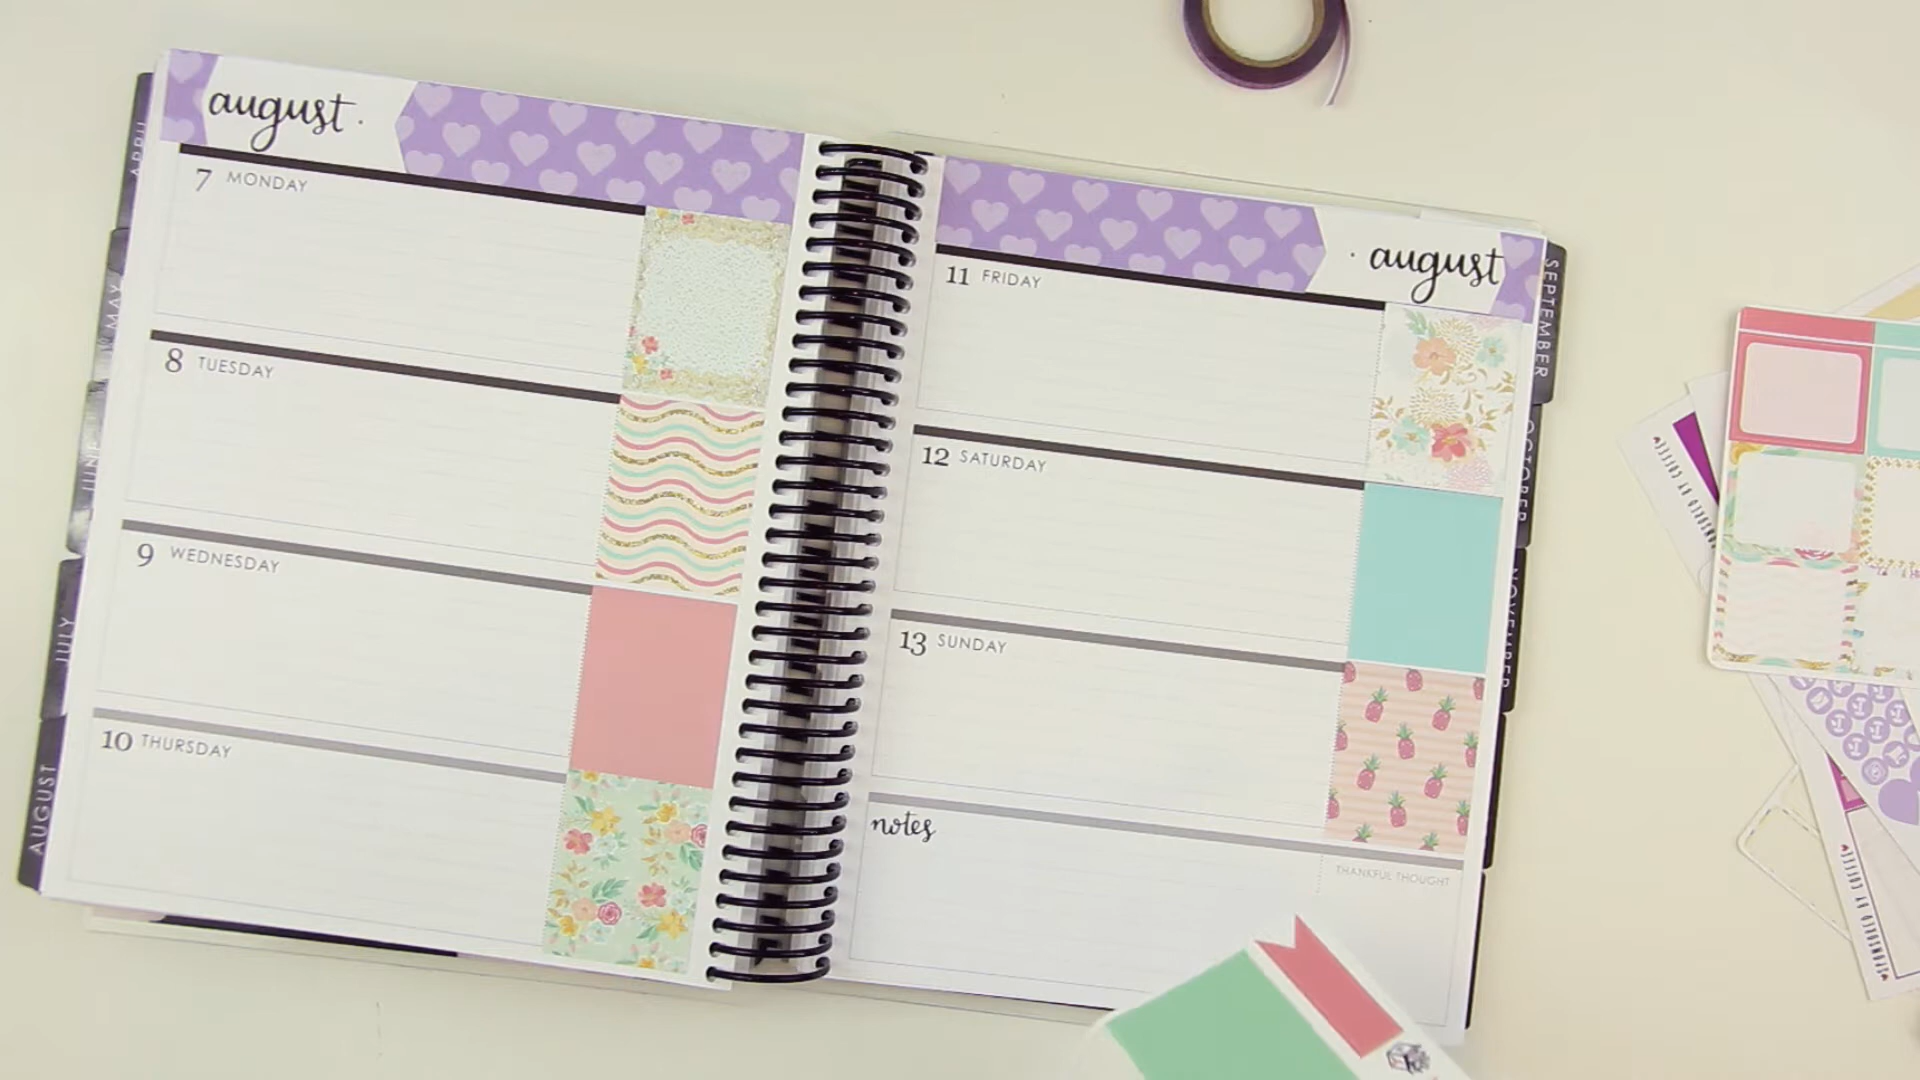 august.
7 MONDAY
8 TUESDAY
9 WEDNESDAY
10 THURSDAY
· august
11 FRIDAY
12 SATURDAY
13 SUNDAY
notes
THANKFUL THOUGHT
APRIL
MAY
JUNE
JULY
AUGUST
SEPTEMBER
OCTOBER
NOVEMBER